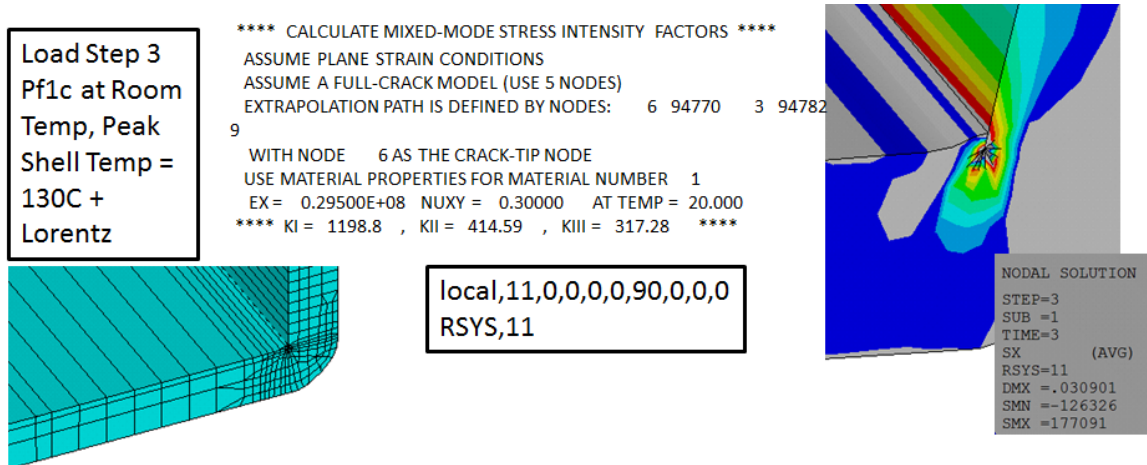 Load Step 3
Pf1c at Room
Temp, Peak
Shell Temp =
130C +
Lorentz
**** CALCULATE MIXED-MODE STRESS INTENSITY FACTORS ****
ASSUME PLANE STRAIN CONDITIONS
ASSUME A FULL-CRACK MODEL (USE 5 NODES)
EXTRAPOLATION PATH IS DEFINED BY NODES: 6 94770 3 94782
9
WITH NODE 6 AS THE CRACK-TIP NODE
USE MATERIAL PROPERTIES FOR MATERIAL NUMBER 1
EX = 0.29500E+08 NUXY = 0.30000 AT TEMP = 20.000
**** KI = 1198.8 , KII = 414.59 , KIII = 317.28 ****
local,11,0,0,0,0,90,0,0,0
RSYS,11
NODAL SOLUTION
STEP=3
SUB =1
TIME=3
SX (AVG)
RSYS=11
DMX =.030901
SMN =-126326
SMX =177091